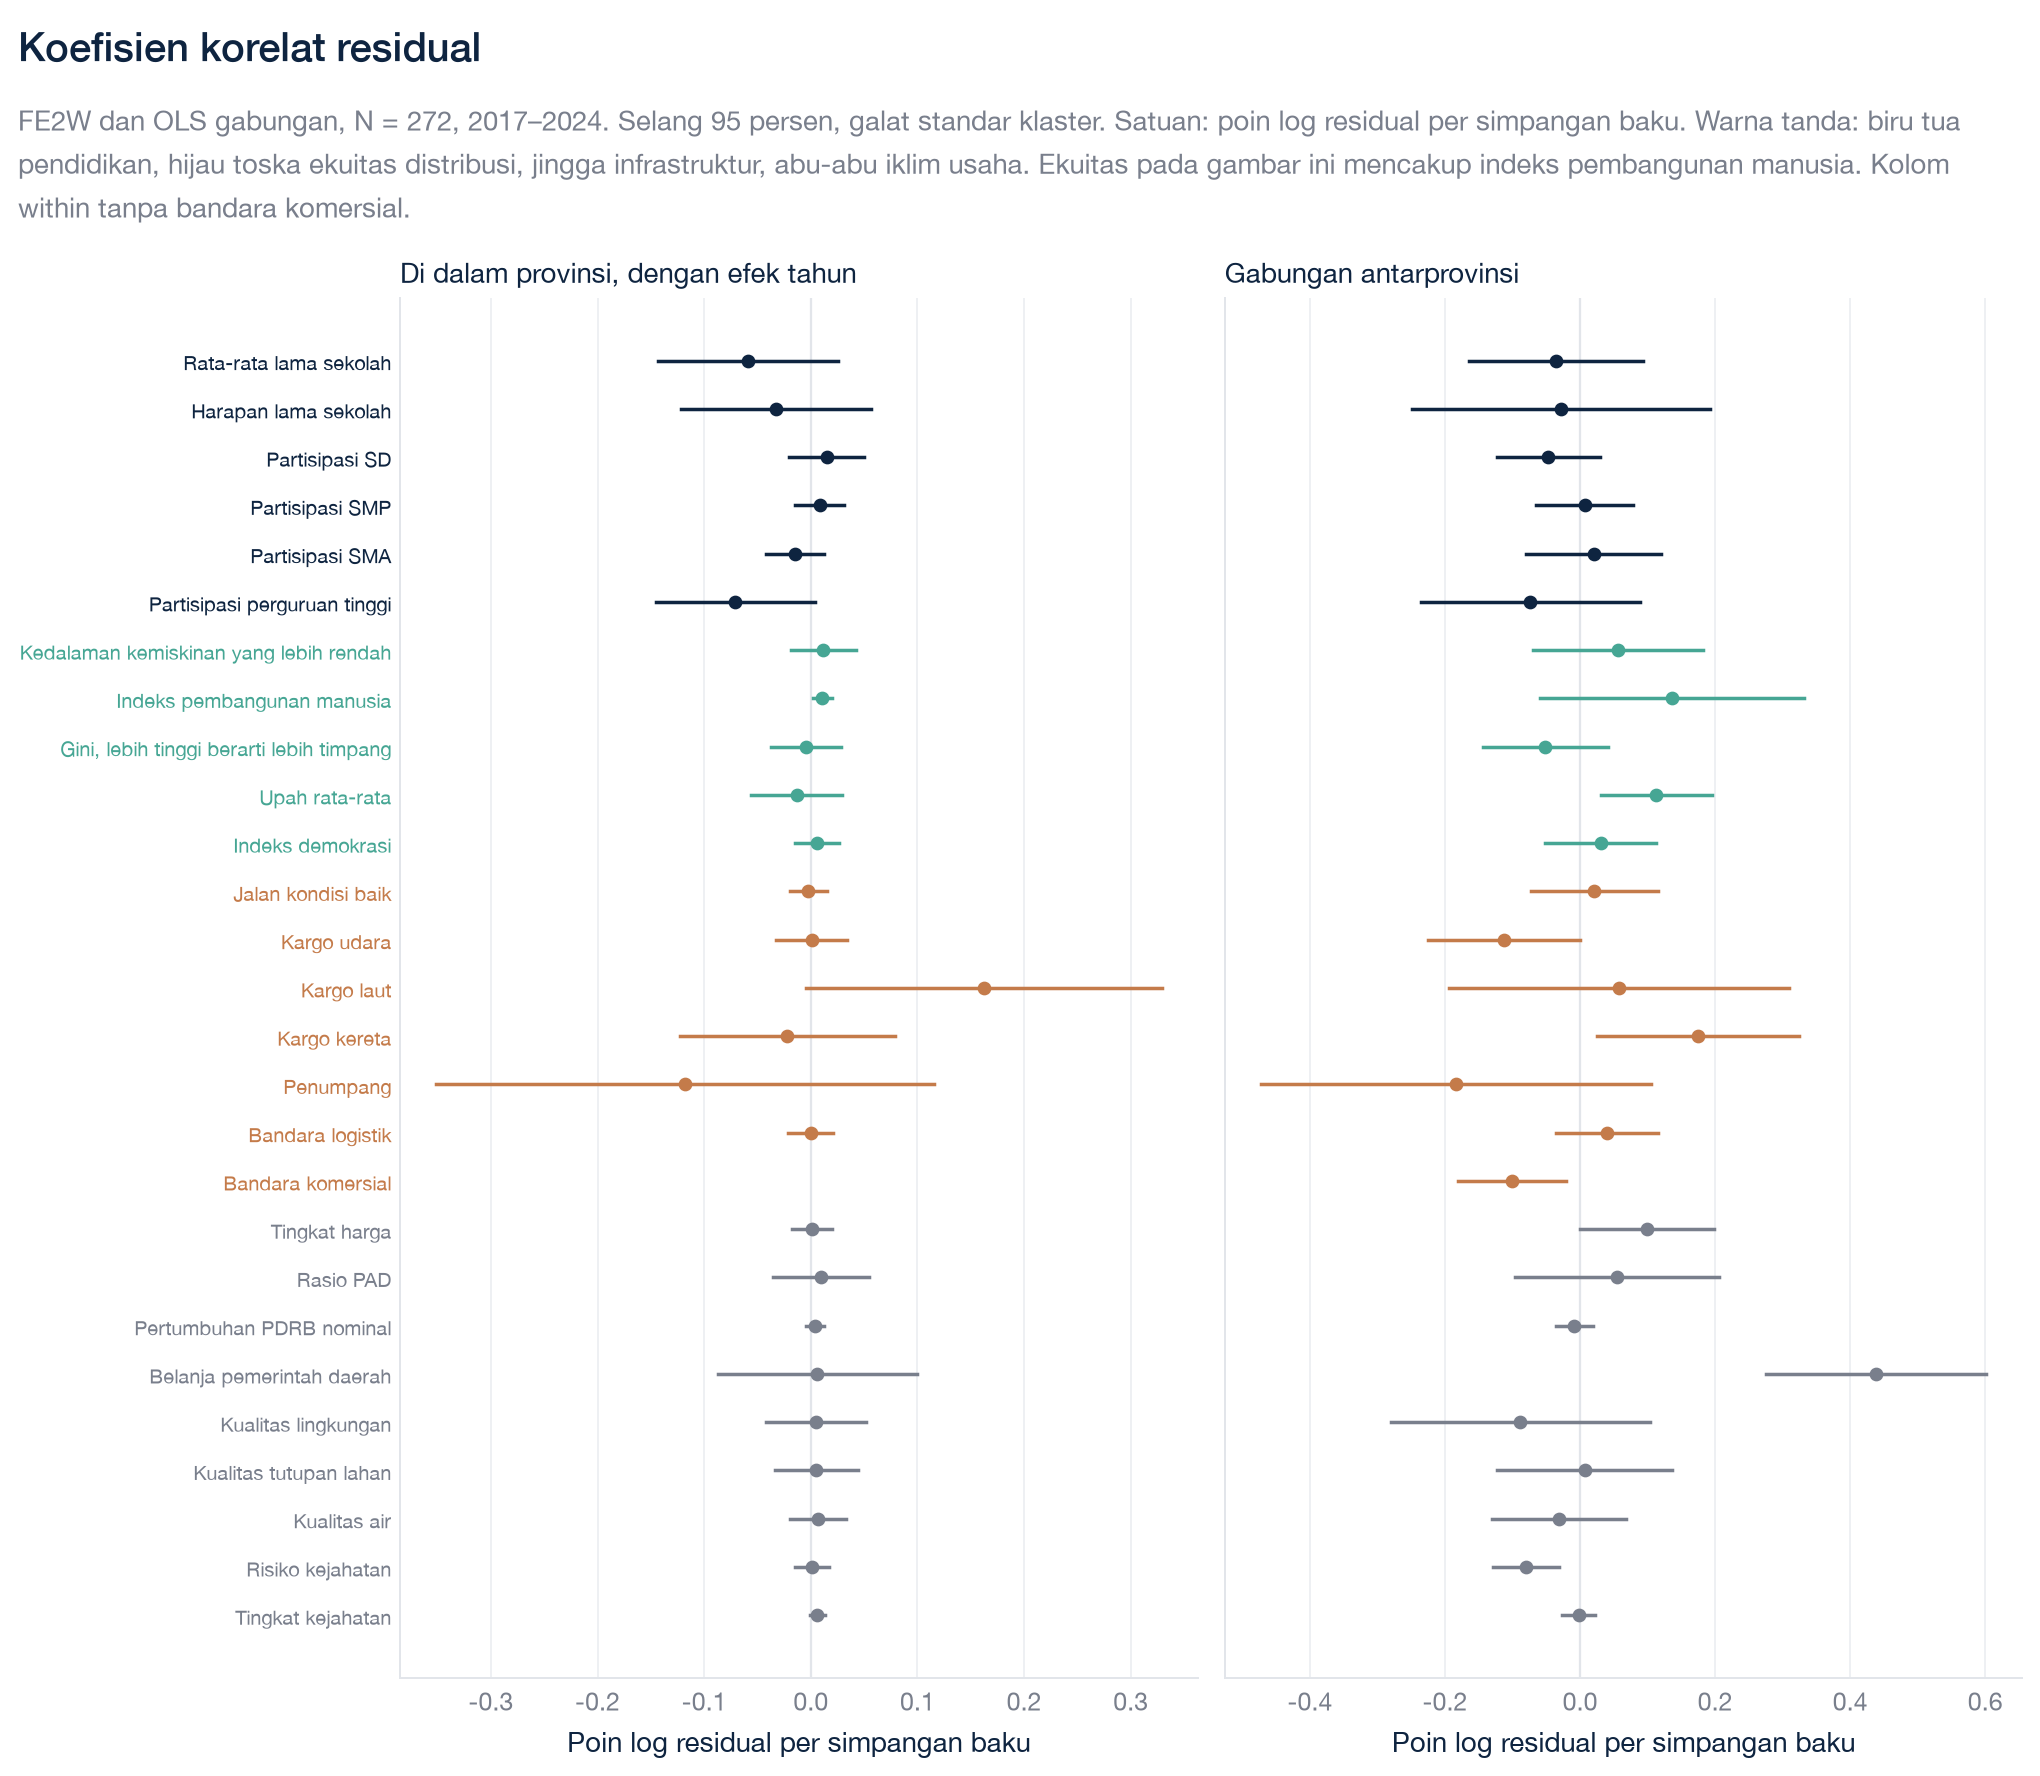 Koefisien korelat residual
FE2W dan OLS gabungan, N = 272, 2017–2024. Selang 95 persen, galat standar klaster. Satuan: poin log residual per simpangan baku. Warna tanda: biru tua
pendidikan, hijau toska ekuitas distribusi, jingga infrastruktur, abu-abu iklim usaha. Ekuitas pada gambar ini mencakup indeks pembangunan manusia. Kolom
within tanpa bandara komersial.
Di dalam provinsi, dengan efek tahun
Gabungan antarprovinsi
Rata-rata lama sekolah
Harapan lama sekolah
Partisipasi SD
Partisipasi SMP
Partisipasi SMA
Partisipasi perguruan tinggi
Kedalaman kemiskinan yang lebih rendah
Indeks pembangunan manusia
Gini, lebih tinggi berarti lebih timpang
Upah rata-rata
Indeks demokrasi
Jalan kondisi baik
Kargo udara
Kargo laut
Kargo kereta
Penumpang
Bandara logistik
Bandara komersial
Tingkat harga
Rasio PAD
Pertumbuhan PDRB nominal
Belanja pemerintah daerah
Kualitas lingkungan
Kualitas tutupan lahan
Kualitas air
Risiko kejahatan
Tingkat kejahatan
-0.3 -0.2 -0.1 0.0 0.1 0.2 0.3
-0.4 -0.2 0.0 0.2 0.4 0.6
Poin log residual per simpangan baku
Poin log residual per simpangan baku